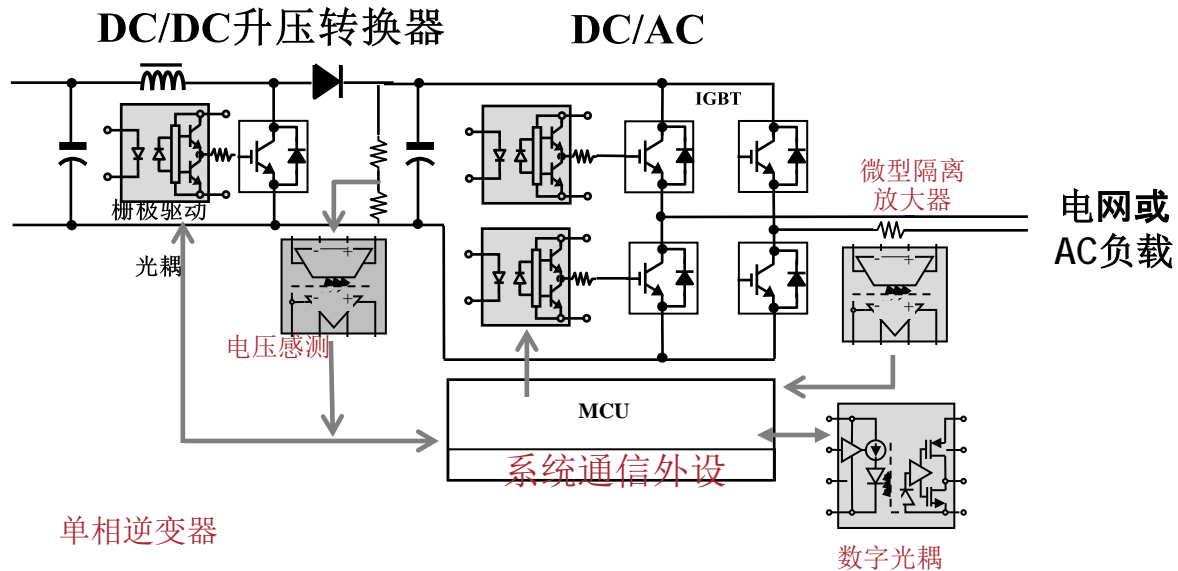 DC/DC升压转换器
DC/AC
IGBT
微型隔离
放大器
电网或
AC负载
栅极驱动
光耦
电压感测
MCU
系统通信外设
单相逆变器
数字光耦